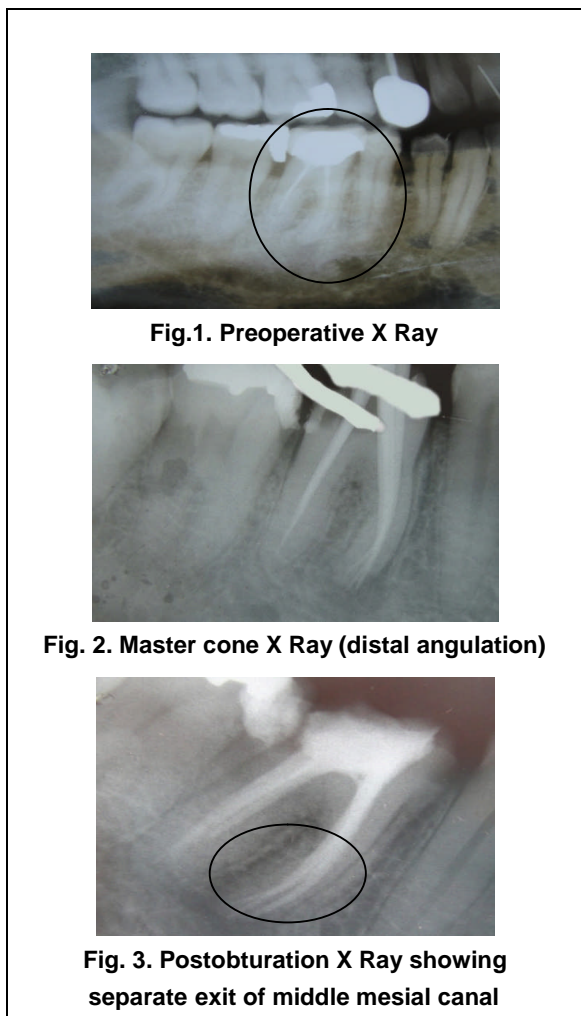 Fig.1. Preoperative X Ray
Fig. 2. Master cone X Ray (distal angulation)
Fig. 3. Postobturation X Ray showing
separate exit of middle mesial canal